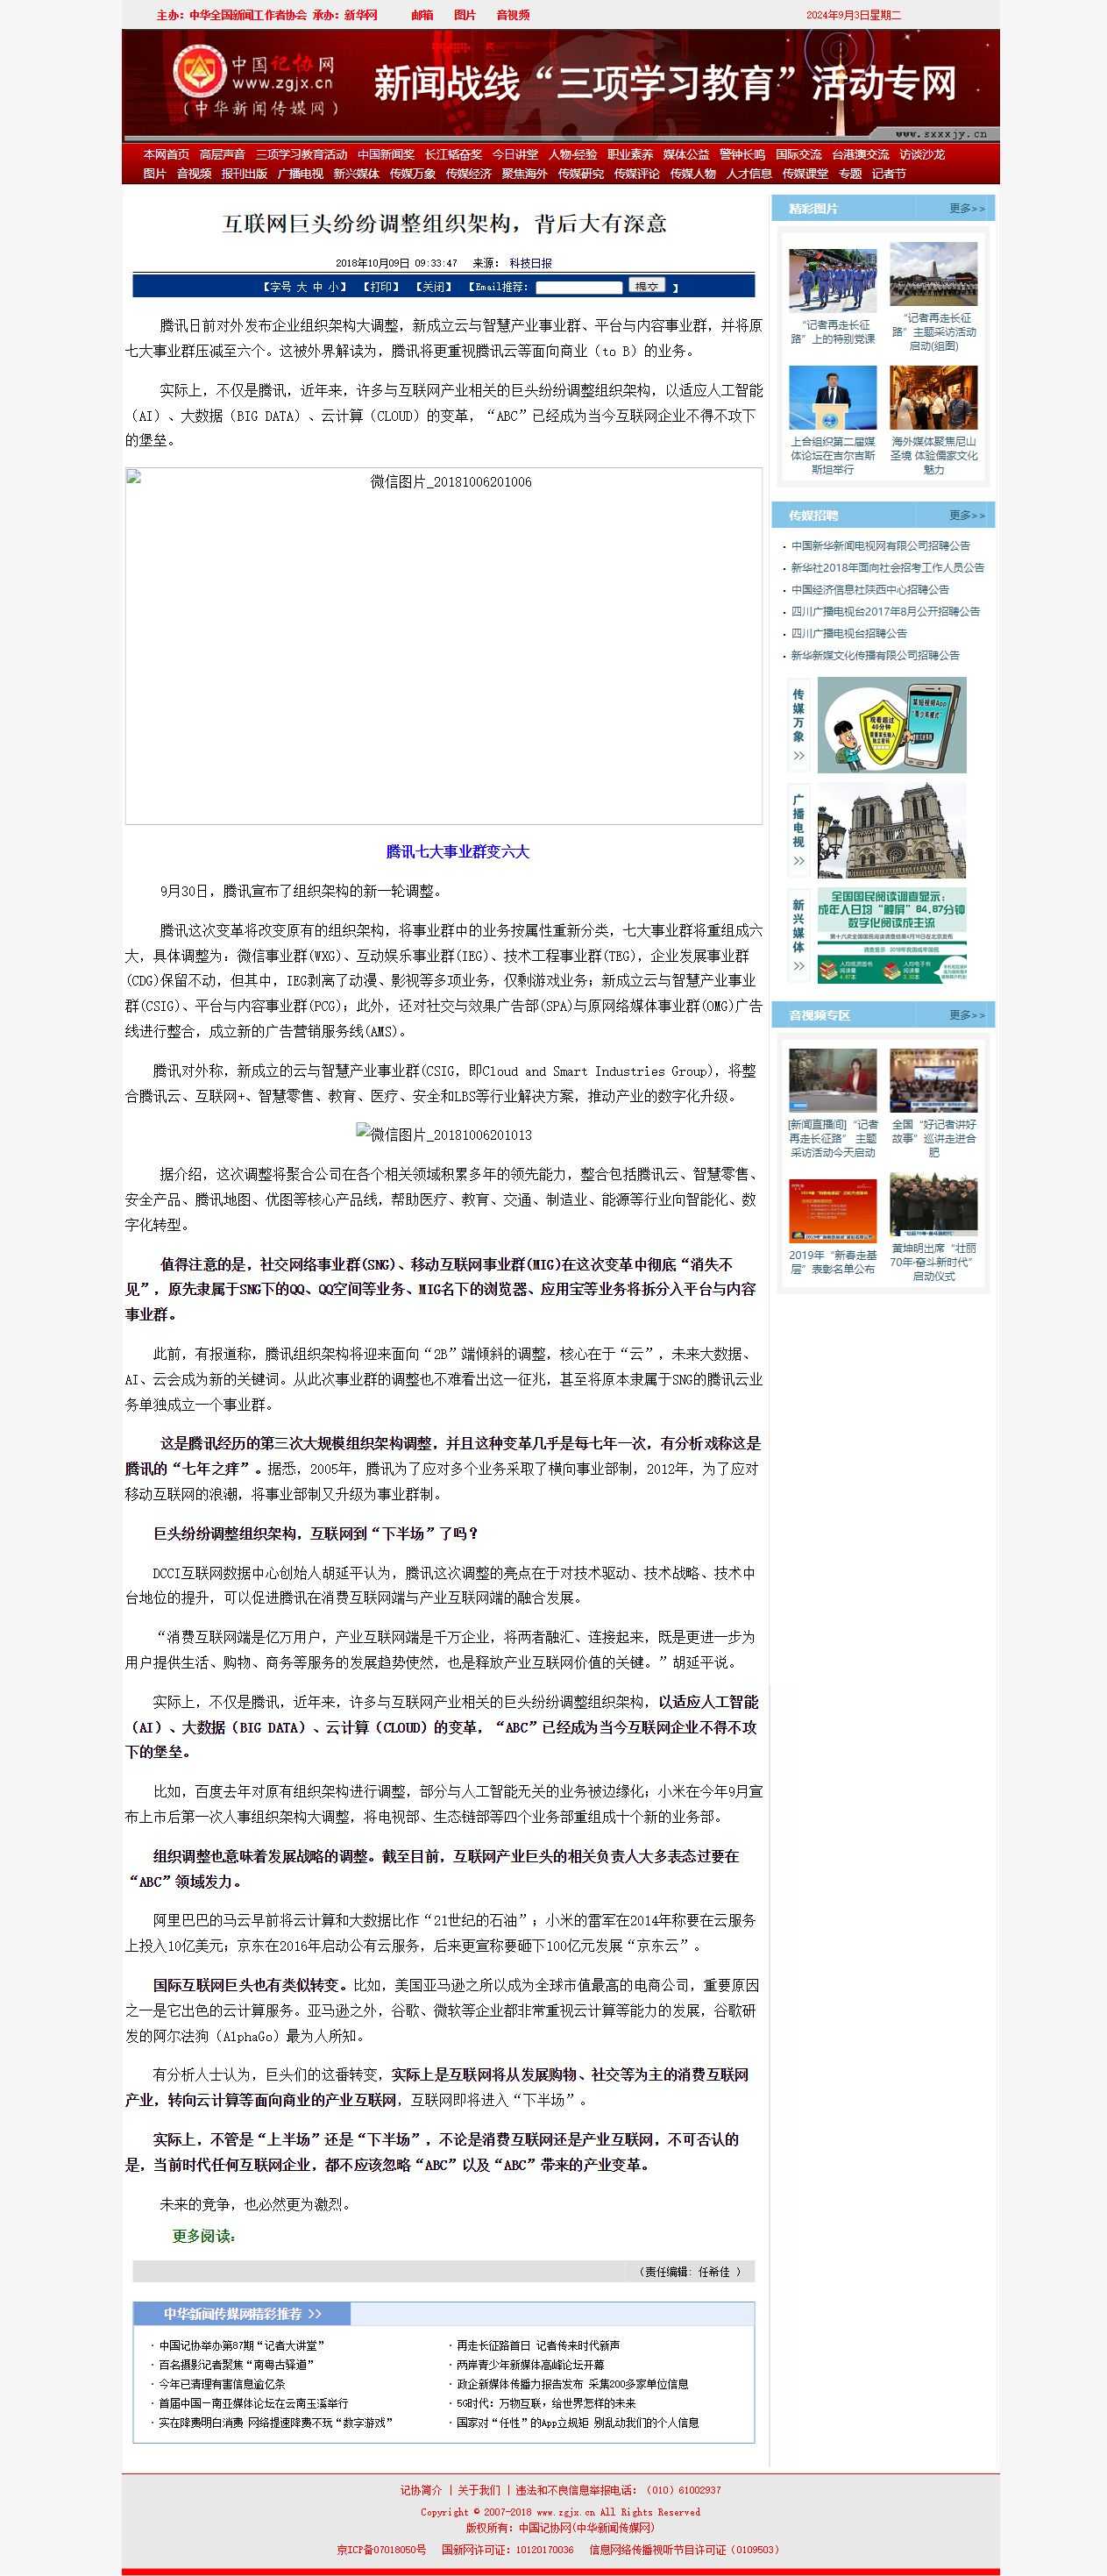 主办：中华全国新闻工作者协会 承办：新华网 邮箱 图片 音视频 2024年9月3日星期二
中国记协网
www.zgjx.cn
(中华新闻传媒网)
新闻战线“三项学习教育”活动专网
www.sxxxjy.cn
本网首页 高层声音 三项学习教育活动 中国新闻奖 长江韬奋奖 今日讲堂 人物·经验 职业素养 媒体公益 警钟长鸣 国际交流 台港澳交流 访谈沙龙
图片 音视频 报刊出版 广播电视 新兴媒体 传媒万象 传媒经济 聚焦海外 传媒研究 传媒评论 传媒人物 人才信息 传媒课堂 专题 记者节
互联网巨头纷纷调整组织架构，背后大有深意
2018年10月09日 09:33:47 来源： 科技日报
【字号 大 中 小】 【打印】 【关闭】 【Email推荐： 提交 】
腾讯日前对外发布企业组织架构大调整，新成立云与智慧产业事业群、平台与内容事业群，并将原
七大事业群压减至六个。这被外界解读为，腾讯将更重视腾讯云等面向商业（to B）的业务。
实际上，不仅是腾讯，近年来，许多与互联网产业相关的巨头纷纷调整组织架构，以适应人工智能
（AI）、大数据（BIG DATA）、云计算（CLOUD）的变革，“ABC”已经成为当今互联网企业不得不攻下
的堡垒。
微信图片_20181006201006
腾讯七大事业群变六大
9月30日，腾讯宣布了组织架构的新一轮调整。
腾讯这次变革将改变原有的组织架构，将事业群中的业务按属性重新分类，七大事业群将重组成六
大，具体调整为：微信事业群(WXG)、互动娱乐事业群(IEG)、技术工程事业群(TEG)，企业发展事业群
(CDG)保留不动，但其中，IEG剥离了动漫、影视等多项业务，仅剩游戏业务；新成立云与智慧产业事业
群(CSIG)、平台与内容事业群(PCG)；此外，还对社交与效果广告部(SPA)与原网络媒体事业群(OMG)广告
线进行整合，成立新的广告营销服务线(AMS)。
腾讯对外称，新成立的云与智慧产业事业群(CSIG，即Cloud and Smart Industries Group)，将整
合腾讯云、互联网+、智慧零售、教育、医疗、安全和LBS等行业解决方案，推动产业的数字化升级。
微信图片_20181006201013
据介绍，这次调整将聚合公司在各个相关领域积累多年的领先能力，整合包括腾讯云、智慧零售、
安全产品、腾讯地图、优图等核心产品线，帮助医疗、教育、交通、制造业、能源等行业向智能化、数
字化转型。
值得注意的是，社交网络事业群(SNG)、移动互联网事业群(MIG)在这次变革中彻底“消失不
见”，原先隶属于SNG下的QQ、QQ空间等业务、MIG名下的浏览器、应用宝等业务将拆分入平台与内容
事业群。
此前，有报道称，腾讯组织架构将迎来面向“2B”端倾斜的调整，核心在于“云”，未来大数据、
AI、云会成为新的关键词。从此次事业群的调整也不难看出这一征兆，甚至将原本隶属于SNG的腾讯云业
务单独成立一个事业群。
这是腾讯经历的第三次大规模组织架构调整，并且这种变革几乎是每七年一次，有分析戏称这是
腾讯的“七年之痒”。据悉，2005年，腾讯为了应对多个业务采取了横向事业部制，2012年，为了应对
移动互联网的浪潮，将事业部制又升级为事业群制。
巨头纷纷调整组织架构，互联网到“下半场”了吗？
DCCI互联网数据中心创始人胡延平认为，腾讯这次调整的亮点在于对技术驱动、技术战略、技术中
台地位的提升，可以促进腾讯在消费互联网端与产业互联网端的融合发展。
“消费互联网端是亿万用户，产业互联网端是千万企业，将两者融汇、连接起来，既是更进一步为
用户提供生活、购物、商务等服务的发展趋势使然，也是释放产业互联网价值的关键。”胡延平说。
实际上，不仅是腾讯，近年来，许多与互联网产业相关的巨头纷纷调整组织架构，以适应人工智能
（AI）、大数据（BIG DATA）、云计算（CLOUD）的变革，“ABC”已经成为当今互联网企业不得不攻
下的堡垒。
比如，百度去年对原有组织架构进行调整，部分与人工智能无关的业务被边缘化；小米在今年9月宣
布上市后第一次人事组织架构大调整，将电视部、生态链部等四个业务部重组成十个新的业务部。
组织调整也意味着发展战略的调整。截至目前，互联网产业巨头的相关负责人大多表态过要在
“ABC”领域发力。
阿里巴巴的马云早前将云计算和大数据比作“21世纪的石油”；小米的雷军在2014年称要在云服务
上投入10亿美元；京东在2016年启动公有云服务，后来更宣称要砸下100亿元发展“京东云”。
国际互联网巨头也有类似转变。比如，美国亚马逊之所以成为全球市值最高的电商公司，重要原因
之一是它出色的云计算服务。亚马逊之外，谷歌、微软等企业都非常重视云计算等能力的发展，谷歌研
发的阿尔法狗（AlphaGo）最为人所知。
有分析人士认为，巨头们的这番转变，实际上是互联网将从发展购物、社交等为主的消费互联网
产业，转向云计算等面向商业的产业互联网，互联网即将进入“下半场”。
实际上，不管是“上半场”还是“下半场”，不论是消费互联网还是产业互联网，不可否认的
是，当前时代任何互联网企业，都不应该忽略“ABC”以及“ABC”带来的产业变革。
未来的竞争，也必然更为激烈。
更多阅读：
（责任编辑： 任希佳 ）
中华新闻传媒网精彩推荐 >>
· 中国记协举办第87期“记者大讲堂” · 再走长征路首日 记者传来时代新声
· 百名摄影记者聚焦“南粤古驿道” · 两岸青少年新媒体高峰论坛开幕
· 今年已清理有害信息逾亿条 · 政企新媒体传播力报告发布 采集200多家单位信息
· 首届中国－南亚媒体论坛在云南玉溪举行 · 5G时代：万物互联，给世界怎样的未来
· 实在降费明白消费 网络提速降费不玩“数字游戏” · 国家对“任性”的App立规矩 别乱动我们的个人信息
精彩图片 更多>>
“记者再走长征
路”上的特别党课
“记者再走长征
路”主题采访活动
启动(组图)
上合组织第二届媒
体论坛在吉尔吉斯
斯坦举行
海外媒体聚焦尼山
圣境 体验儒家文化
魅力
传媒招聘 更多>>
· 中国新华新闻电视网有限公司招聘公告
· 新华社2018年面向社会招考工作人员公告
· 中国经济信息社陕西中心招聘公告
· 四川广播电视台2017年8月公开招聘公告
· 四川广播电视台招聘公告
· 新华新媒文化传播有限公司招聘公告
传媒万象 >>
某短视频App
“青少年模式”
观看超过
40分钟
需要家长输入
独立密码
广播电视 >>
新兴媒体 >>
全国国民阅读调查显示：
成年人日均“触屏”84.87分钟
数字化阅读成主流
音视频专区 更多>>
[新闻直播间]“记者
再走长征路” 主题
采访活动今天启动
全国“好记者讲好
故事”巡讲走进合
肥
2019年“新春走基
层”表彰名单公布
黄坤明出席“壮丽
70年·奋斗新时代”
启动仪式
记协简介 | 关于我们 | 违法和不良信息举报电话：（010）61002937
Copyright © 2007-2018 www.zgjx.cn All Rights Reserved
版权所有：中国记协网(中华新闻传媒网)
京ICP备07018050号 国新网许可证：10120170036 信息网络传播视听节目许可证（0109503）